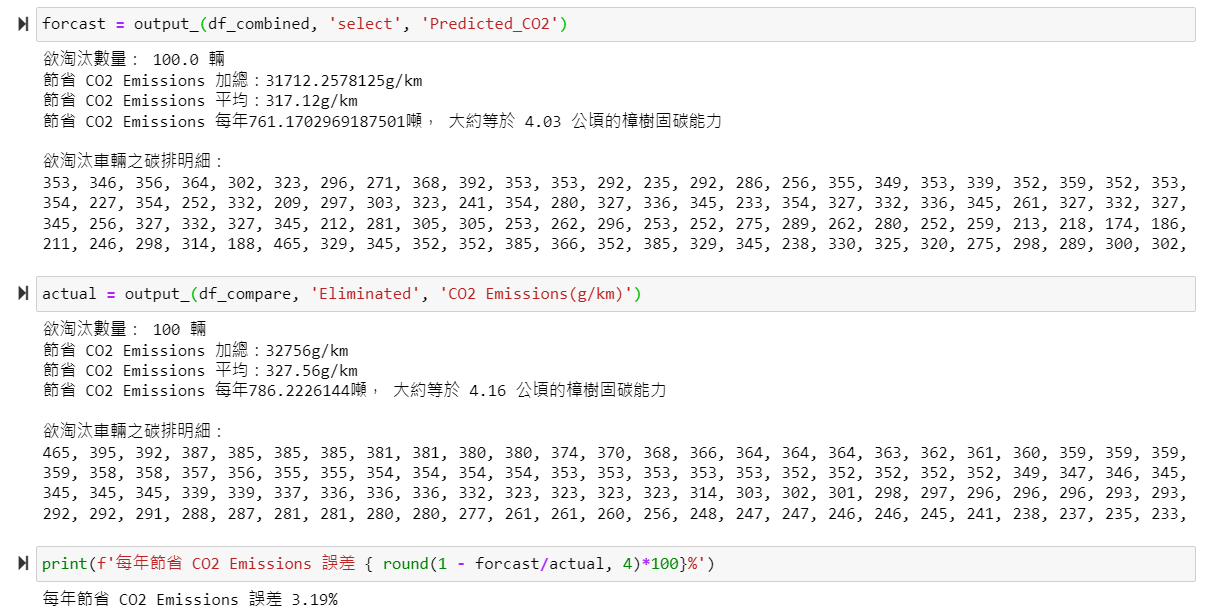 forcast = output_(df_combined, 'select', 'Predicted_CO2')
欲淘汰數量： 100.0 輛
節省 CO2 Emissions 加總：31712.2578125g/km
節省 CO2 Emissions 平均：317.12g/km
節省 CO2 Emissions 每年761.1702969187501噸， 大約等於 4.03 公頃的樟樹固碳能力
欲淘汰車輛之碳排明細：
353, 346, 356, 364, 302, 323, 296, 271, 368, 392, 353, 353, 292, 235, 292, 286, 256, 355, 349, 353, 339, 352, 359, 352, 353,
354, 227, 354, 252, 332, 209, 297, 303, 323, 241, 354, 280, 327, 336, 345, 233, 354, 327, 332, 336, 345, 261, 327, 332, 327,
345, 256, 327, 332, 327, 345, 212, 281, 305, 305, 253, 262, 296, 253, 252, 275, 289, 262, 280, 252, 259, 213, 218, 174, 186,
211, 246, 298, 314, 188, 465, 329, 345, 352, 352, 385, 366, 352, 385, 329, 345, 238, 330, 325, 320, 275, 298, 289, 300, 302,
actual = output_(df_compare, 'Eliminated', 'CO2 Emissions(g/km)')
欲淘汰數量： 100 輛
節省 CO2 Emissions 加總：32756g/km
節省 CO2 Emissions 平均：327.56g/km
節省 CO2 Emissions 每年786.2226144噸， 大約等於 4.16 公頃的樟樹固碳能力
欲淘汰車輛之碳排明細：
465, 395, 392, 387, 385, 385, 385, 381, 381, 380, 380, 374, 370, 368, 366, 364, 364, 364, 363, 362, 361, 360, 359, 359, 359,
359, 358, 358, 357, 356, 355, 355, 354, 354, 354, 354, 353, 353, 353, 353, 353, 352, 352, 352, 352, 352, 349, 347, 346, 345,
345, 345, 345, 339, 339, 337, 336, 336, 336, 332, 323, 323, 323, 323, 314, 303, 302, 301, 298, 297, 296, 296, 296, 293, 293,
292, 292, 291, 288, 287, 281, 281, 280, 280, 277, 261, 261, 260, 256, 248, 247, 247, 246, 246, 245, 241, 238, 237, 235, 233,
print(f'每年節省 CO2 Emissions 誤差 { round(1 - forcast/actual, 4)*100}%')
每年節省 CO2 Emissions 誤差 3.19%